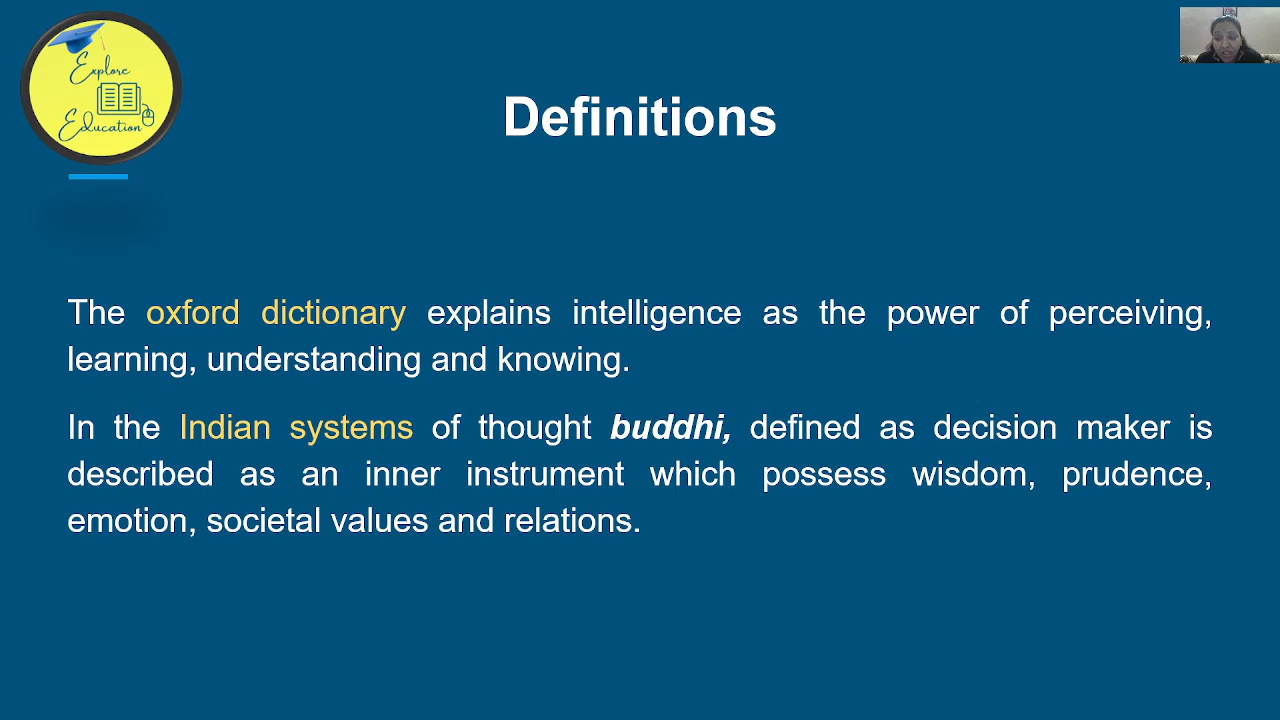 Explore
Education
Definitions
The oxford dictionary explains intelligence as the power of perceiving,
learning, understanding and knowing.
In the Indian systems of thought buddhi, defined as decision maker is
described as an inner instrument which possess wisdom, prudence,
emotion, societal values and relations.